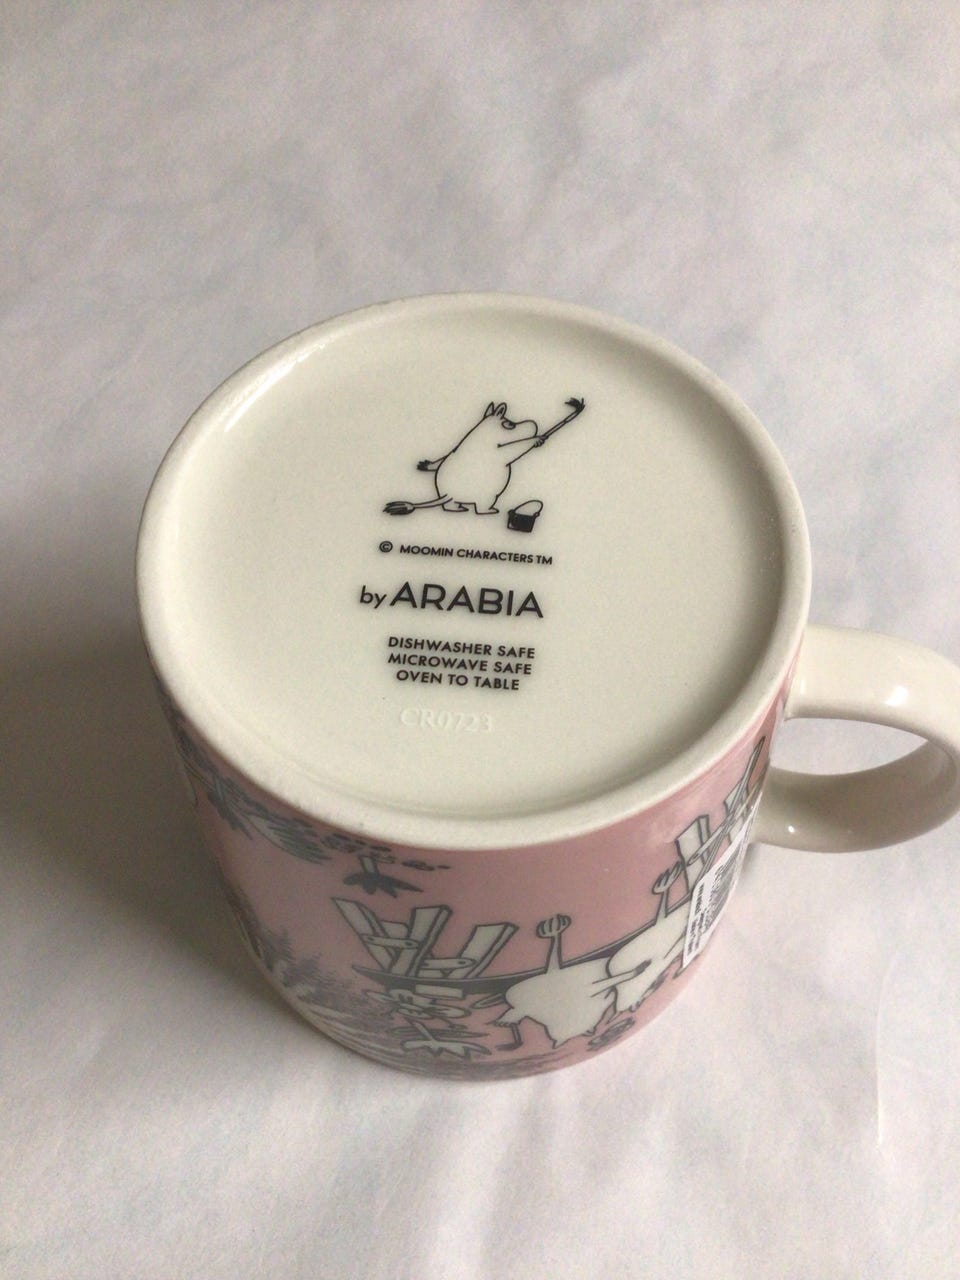 © MOOMIN CHARACTERS TM
by ARABIA
DISHWASHER SAFE
MICROWAVE SAFE
OVEN TO TABLE
CR0723